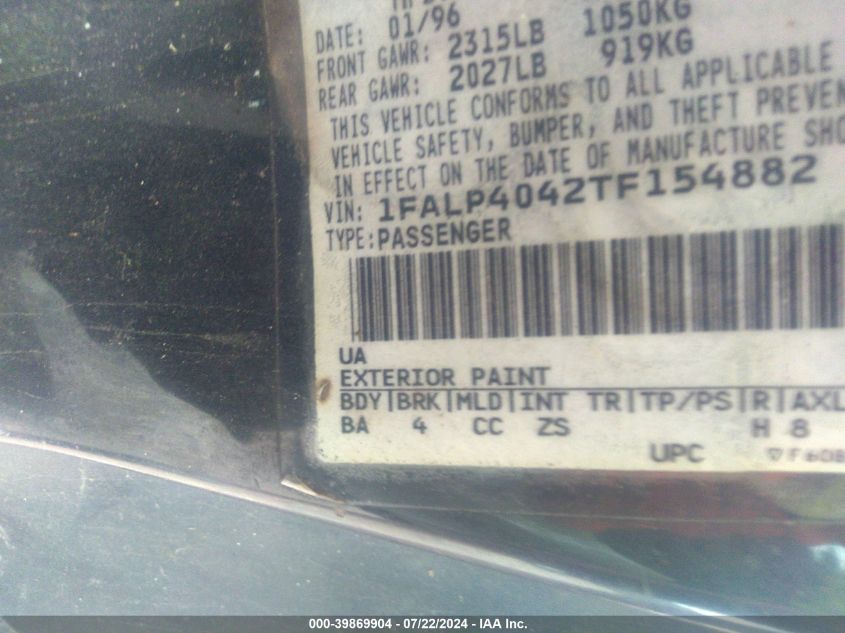 DATE: 01/96
FRONT GAWR: 2315LB 1050KG
REAR GAWR: 2027LB 919KG
THIS VEHICLE CONFORMS TO ALL APPLICABLE
VEHICLE SAFETY, BUMPER, AND THEFT PREVEN
IN EFFECT ON THE DATE OF MANUFACTURE SHO
VIN: 1FALP4042TF154882
TYPE:PASSENGER
UA
EXTERIOR PAINT
BDY|BRK|MLD|INT TR|TP/PS|R|AXL
BA 4 CC ZS H 8
UPC
000-39869904 / 07/22/2024 - IAA Inc.